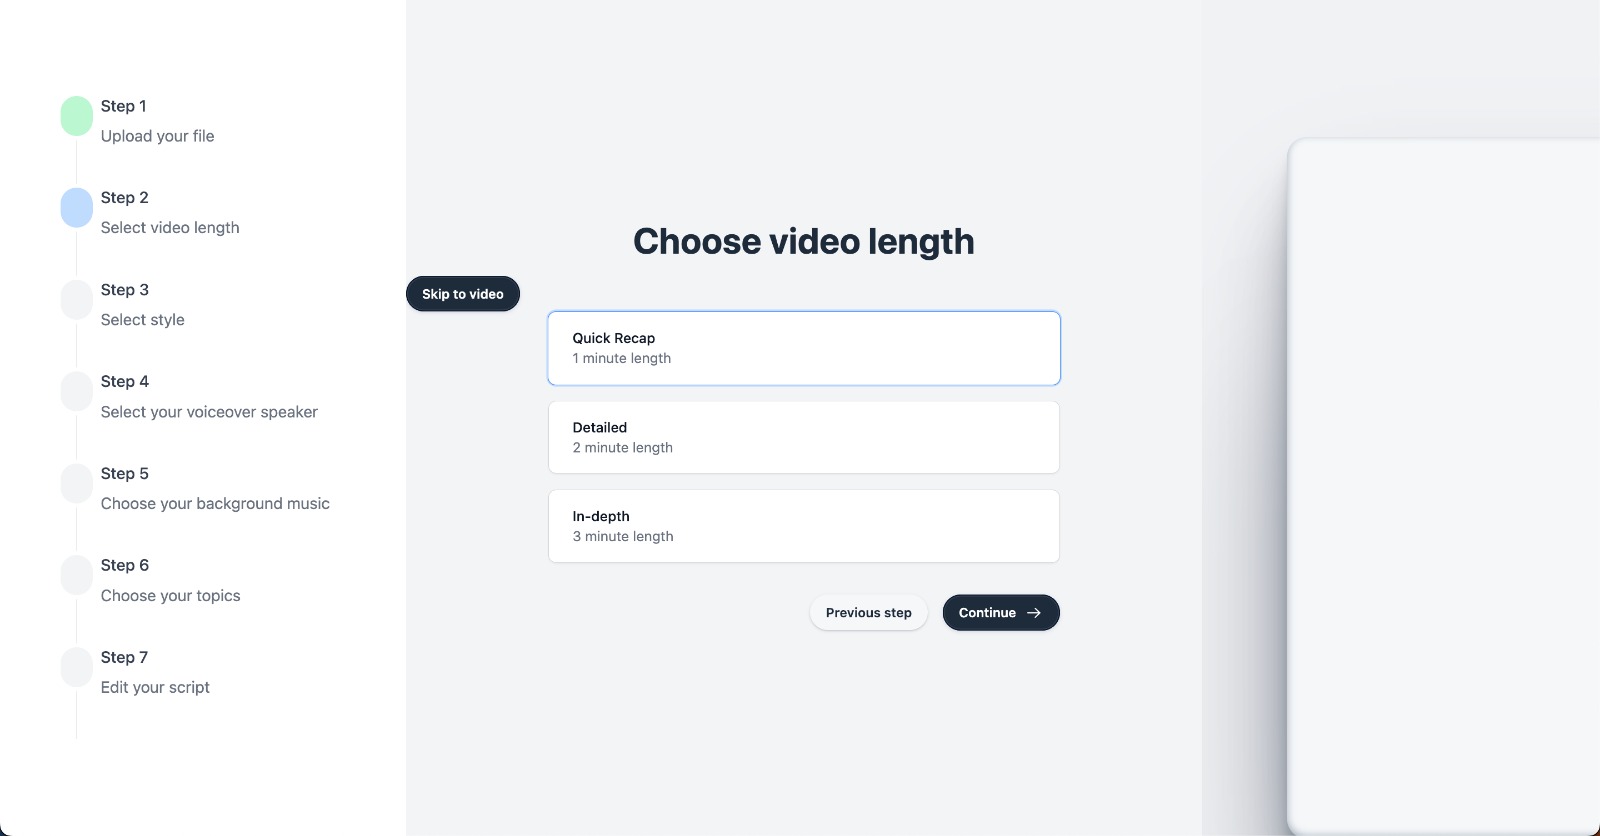 Step 1
Upload your file
Step 2
Select video length
Step 3
Select style
Step 4
Select your voiceover speaker
Step 5
Choose your background music
Step 6
Choose your topics
Step 7
Edit your script
Choose video length
Skip to video
Quick Recap
1 minute length
Detailed
2 minute length
In-depth
3 minute length
Previous step
Continue →